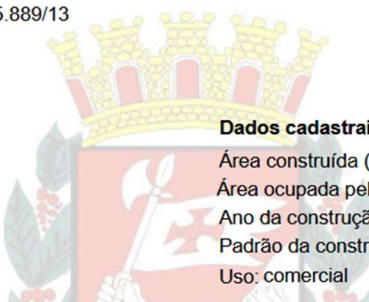 5.889/13
Dados cadastrai
Área construída (
Área ocupada pel
Ano da construçã
Padrão da constr
Uso: comercial